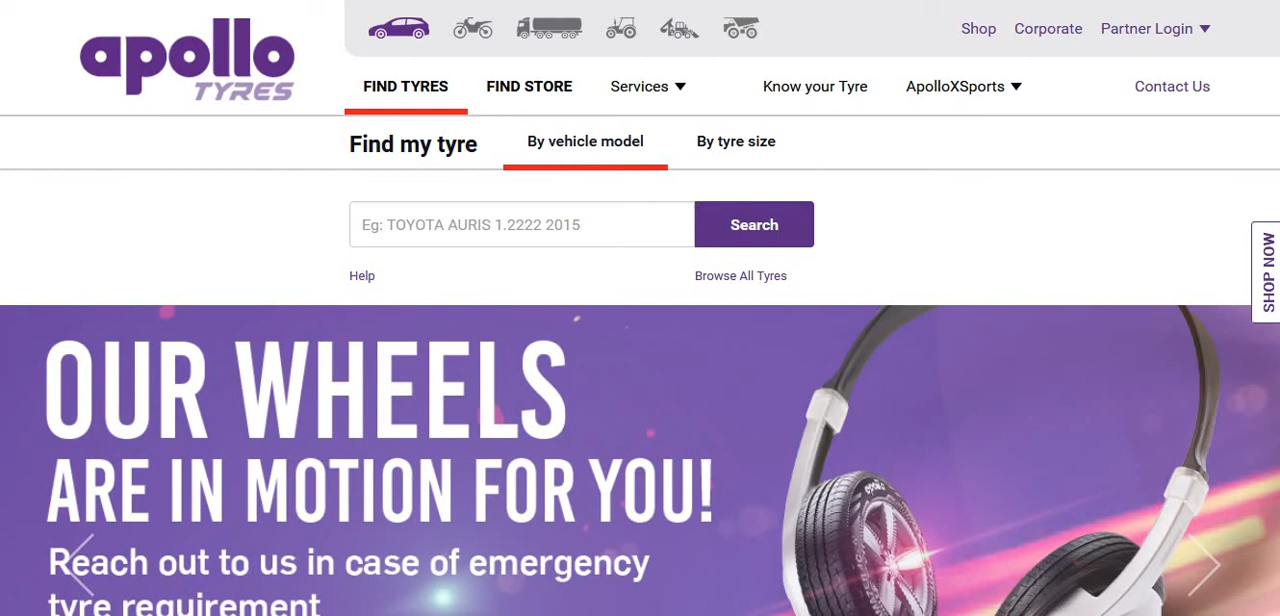 apollo
TYRES
Shop Corporate Partner Login
FIND TYRES FIND STORE Services Know your Tyre ApolloXSports Contact Us
Find my tyre By vehicle model By tyre size
Eg: TOYOTA AURIS 1.2222 2015 Search
Help Browse All Tyres
SHOP NOW
OUR WHEELS
ARE IN MOTION FOR YOU!
Reach out to us in case of emergency
tyre requirement
apollo